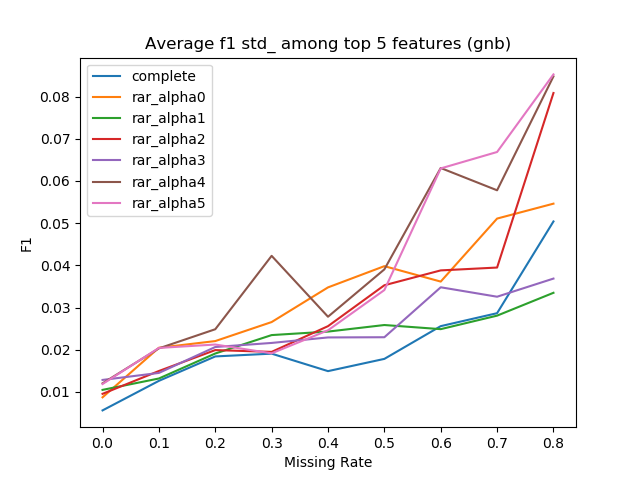 Average f1 std_ among top 5 features (gnb)
complete
rar_alpha0
rar_alpha1
rar_alpha2
rar_alpha3
rar_alpha4
rar_alpha5
0.08
0.07
0.06
0.05
0.04
0.03
0.02
0.01
F1
0.0 0.1 0.2 0.3 0.4 0.5 0.6 0.7 0.8
Missing Rate